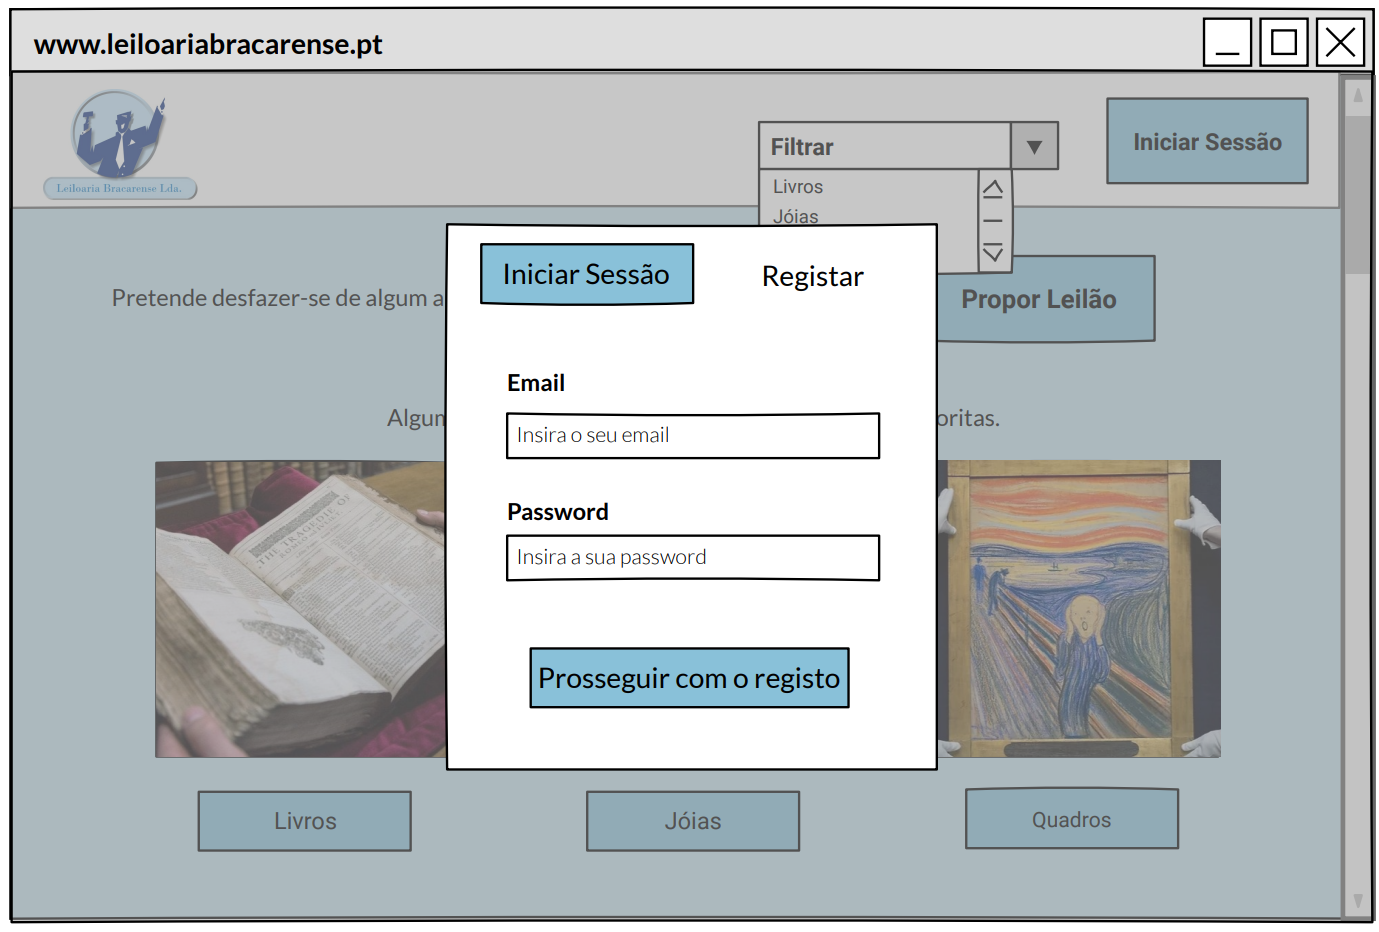 www.leiloariabracarense.pt
Leiloaria Bracarense Lda.
Filtrar
Iniciar Sessão
Livros
Jóias
Iniciar Sessão
Registar
Pretende desfazer-se de algum a
Propor Leilão
Email
Algum
oritas.
Insira o seu email
Password
Insira a sua password
THE TRAGEDIE OF
Prosseguir com o registo
Livros
Jóias
Quadros